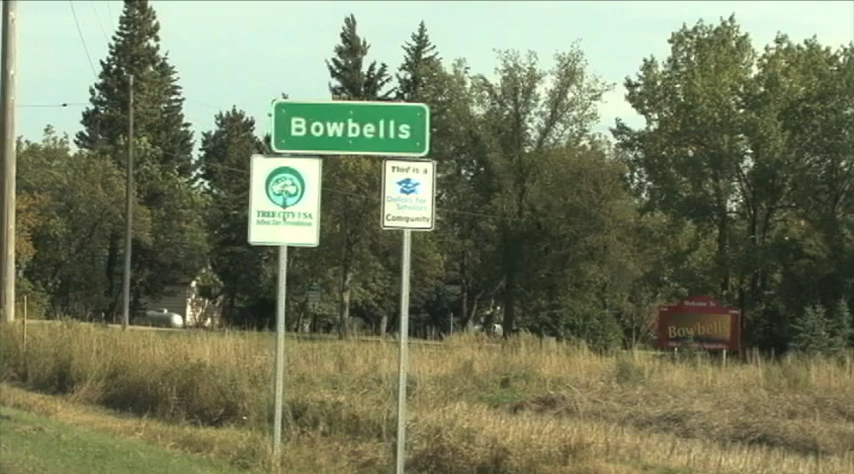 Bowbells
TREE CITY USA
This is a
Dollars for
Scholars
Community
Welcome To
Bowbells